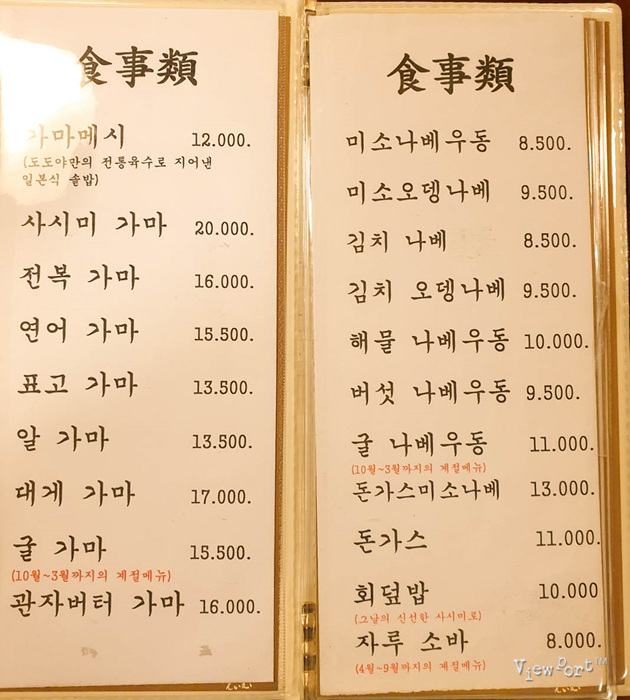 食事類
가마메시 12.000.
(도도야만의 전통육수로 지어낸
일본식 솥밥)
사시미 가마 20.000.
전복 가마 16.000.
연어 가마 15.500.
표고 가마 13.500.
알 가마 13.500.
대게 가마 17.000.
굴 가마 15.500.
(10월~3월까지의 계절메뉴)
관자버터 가마 16.000.
食事類
미소나베우동 8.500.
미소오뎅나베 9.500.
김치 나베 8.500.
김치 오뎅나베 9.500.
해물 나베우동 10.000.
버섯 나베우동 9.500.
굴 나베우동 11.000.
(10월~3월까지의 계절메뉴)
돈가스미소나베 13.000.
돈가스 11.000.
회덮밥 10.000
(그날의 신선한 사시미로)
자루 소바 8.000.
(4월~9월까지의 계절메뉴)
Viewport™